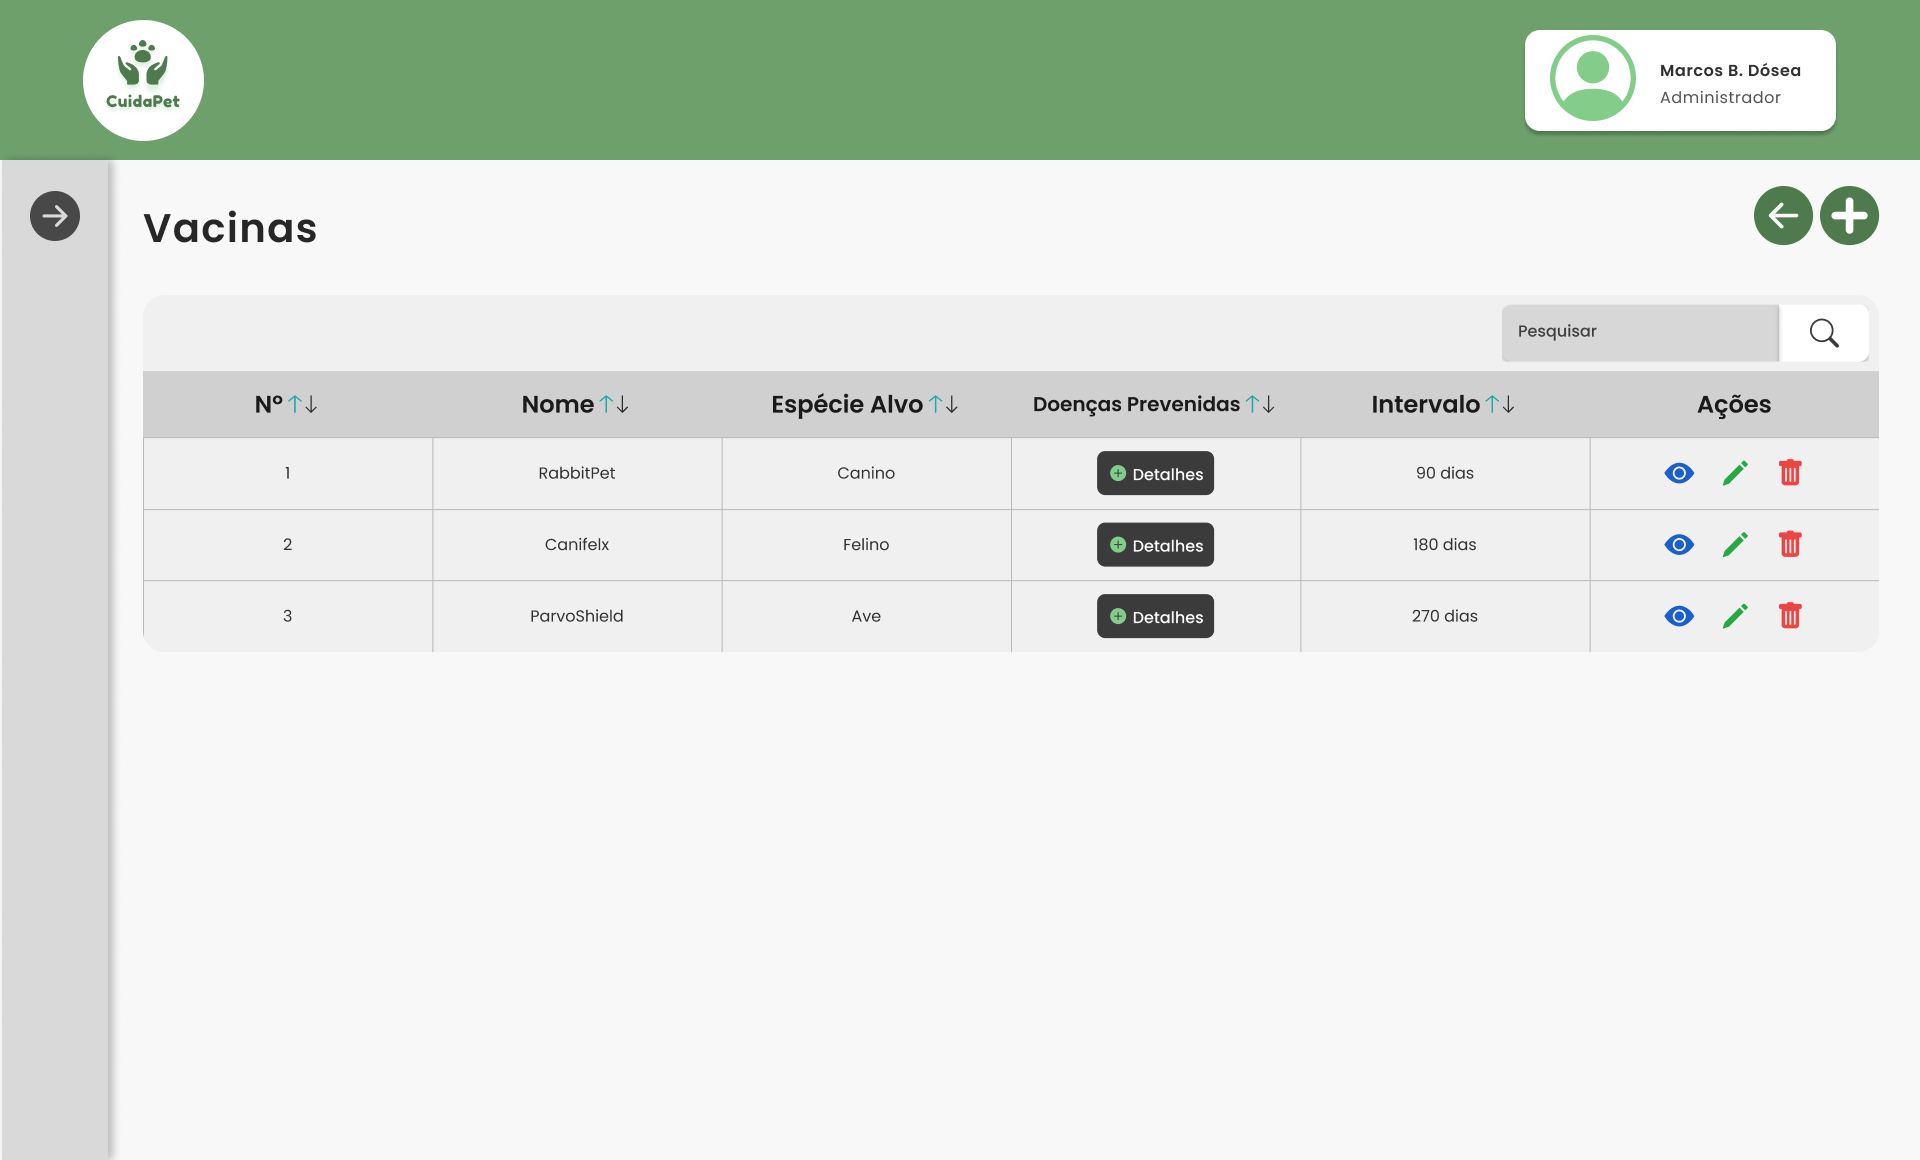 CuidaPet
Marcos B. Dósea
Administrador
Vacinas
Pesquisar
Nº Nome Espécie Alvo Doenças Prevenidas Intervalo Ações
1 RabbitPet Canino Detalhes 90 dias
2 Canifelx Felino Detalhes 180 dias
3 ParvoShield Ave Detalhes 270 dias